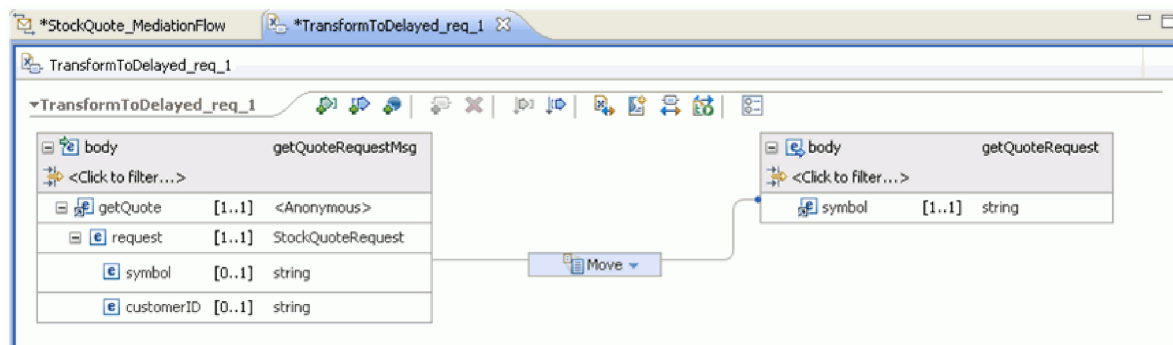 *StockQuote_MediationFlow *TransformToDelayed_req_1
TransformToDelayed_req_1
TransformToDelayed_req_1
body getQuoteRequestMsg body getQuoteRequest
<Click to filter...> <Click to filter...>
getQuote [1..1] <Anonymous> symbol [1..1] string
request [1..1] StockQuoteRequest
Move
symbol [0..1] string
customerID [0..1] string